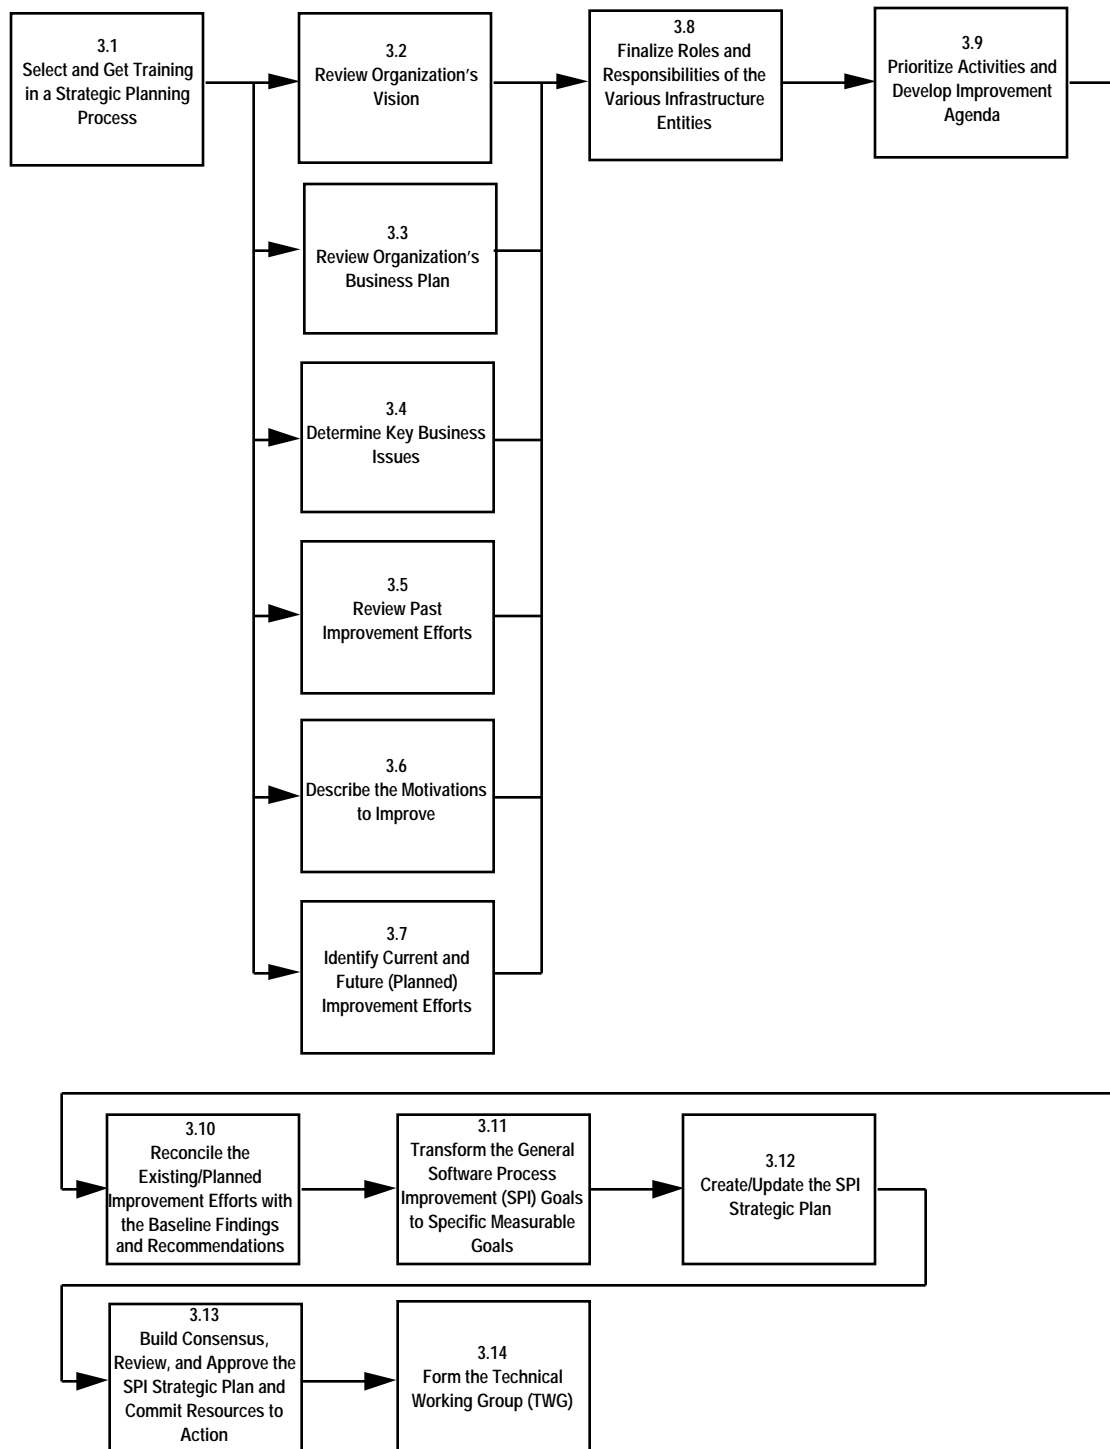 3.1
Select and Get Training
in a Strategic Planning
Process
3.2
Review Organization's
Vision
3.8
Finalize Roles and
Responsibilities of the
Various Infrastructure
Entities
3.9
Prioritize Activities and
Develop Improvement
Agenda
3.3
Review Organization's
Business Plan
3.4
Determine Key Business
Issues
3.5
Review Past
Improvement Efforts
3.6
Describe the Motivations
to Improve
3.7
Identify Current and
Future (Planned)
Improvement Efforts
3.10
Reconcile the
Existing/Planned
Improvement Efforts with
the Baseline Findings
and Recommendations
3.11
Transform the General
Software Process
Improvement (SPI) Goals
to Specific Measurable
Goals
3.12
Create/Update the SPI
Strategic Plan
3.13
Build Consensus,
Review, and Approve the
SPI Strategic Plan and
Commit Resources to
Action
3.14
Form the Technical
Working Group (TWG)